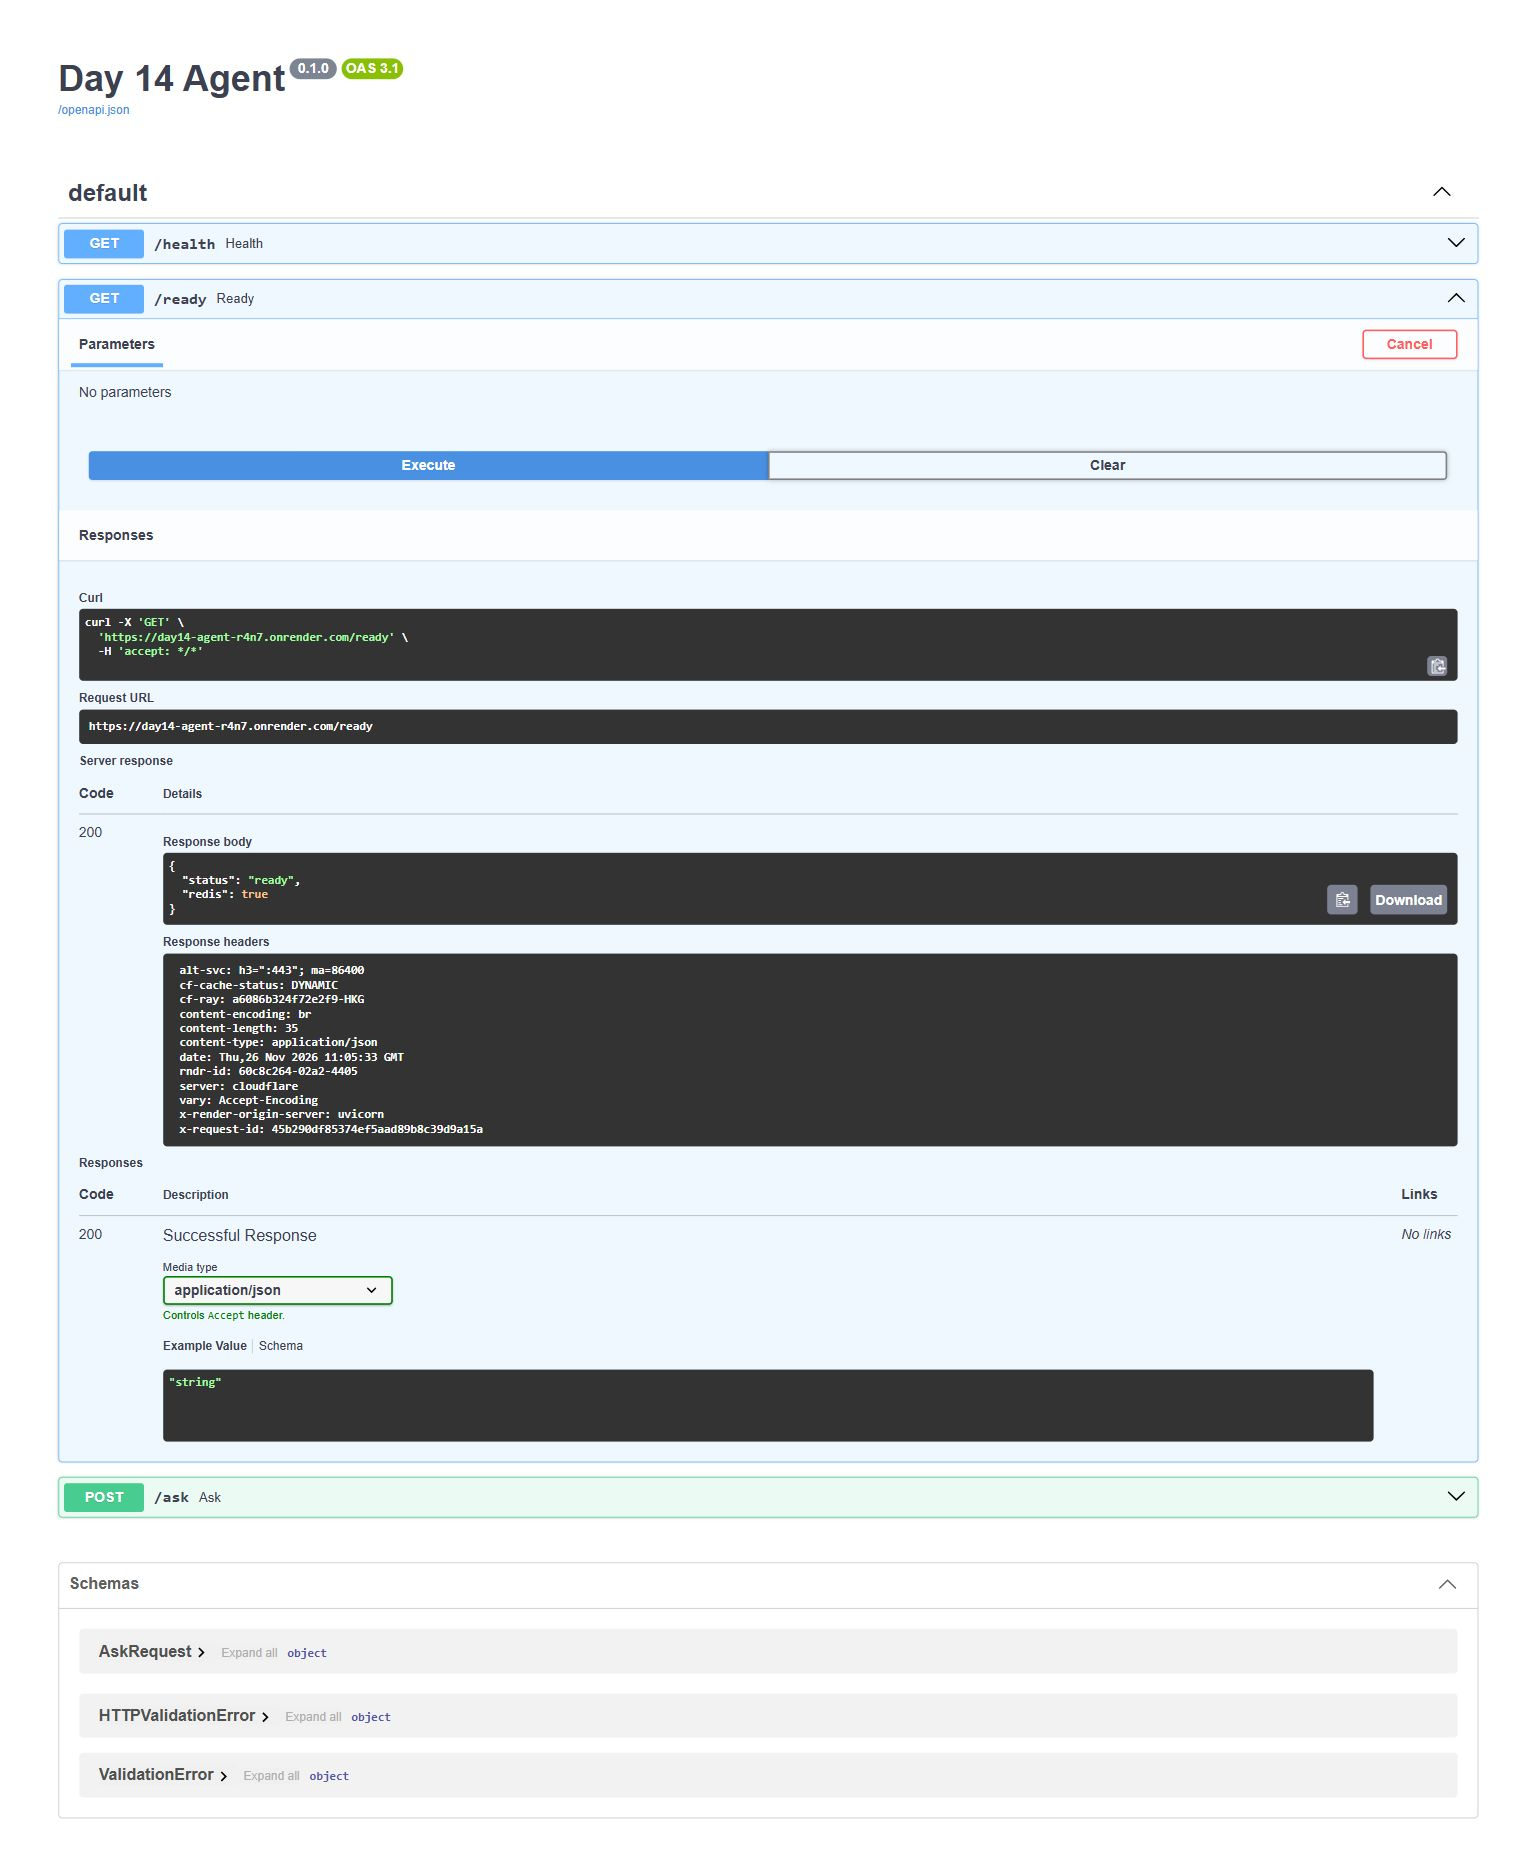 Day 14 Agent 0.1.0 OAS 3.1
/openapi.json
default
GET /health Health
GET /ready Ready
Parameters Cancel
No parameters
Execute Clear
Responses
Curl
curl -X 'GET' \
'https://day14-agent-r4n7.onrender.com/ready' \
-H 'accept: */*'
Request URL
https://day14-agent-r4n7.onrender.com/ready
Server response
Code Details
200
Response body
{
"status": "ready",
"redis": true
}
Download
Response headers
alt-svc: h3=":443"; ma=86400
cf-cache-status: DYNAMIC
cf-ray: a6086b324f72e2f9-HKG
content-encoding: br
content-length: 35
content-type: application/json
date: Thu,26 Nov 2026 11:05:33 GMT
rndr-id: 60c8c264-02a2-4405
server: cloudflare
vary: Accept-Encoding
x-render-origin-server: uvicorn
x-request-id: 45b290df85374ef5aad89b8c39d9a15a
Responses
Code Description Links
200 Successful Response No links
Media type
application/json
Controls Accept header.
Example Value Schema
"string"
POST /ask Ask
Schemas
AskRequest Expand all object
HTTPValidationError Expand all object
ValidationError Expand all object